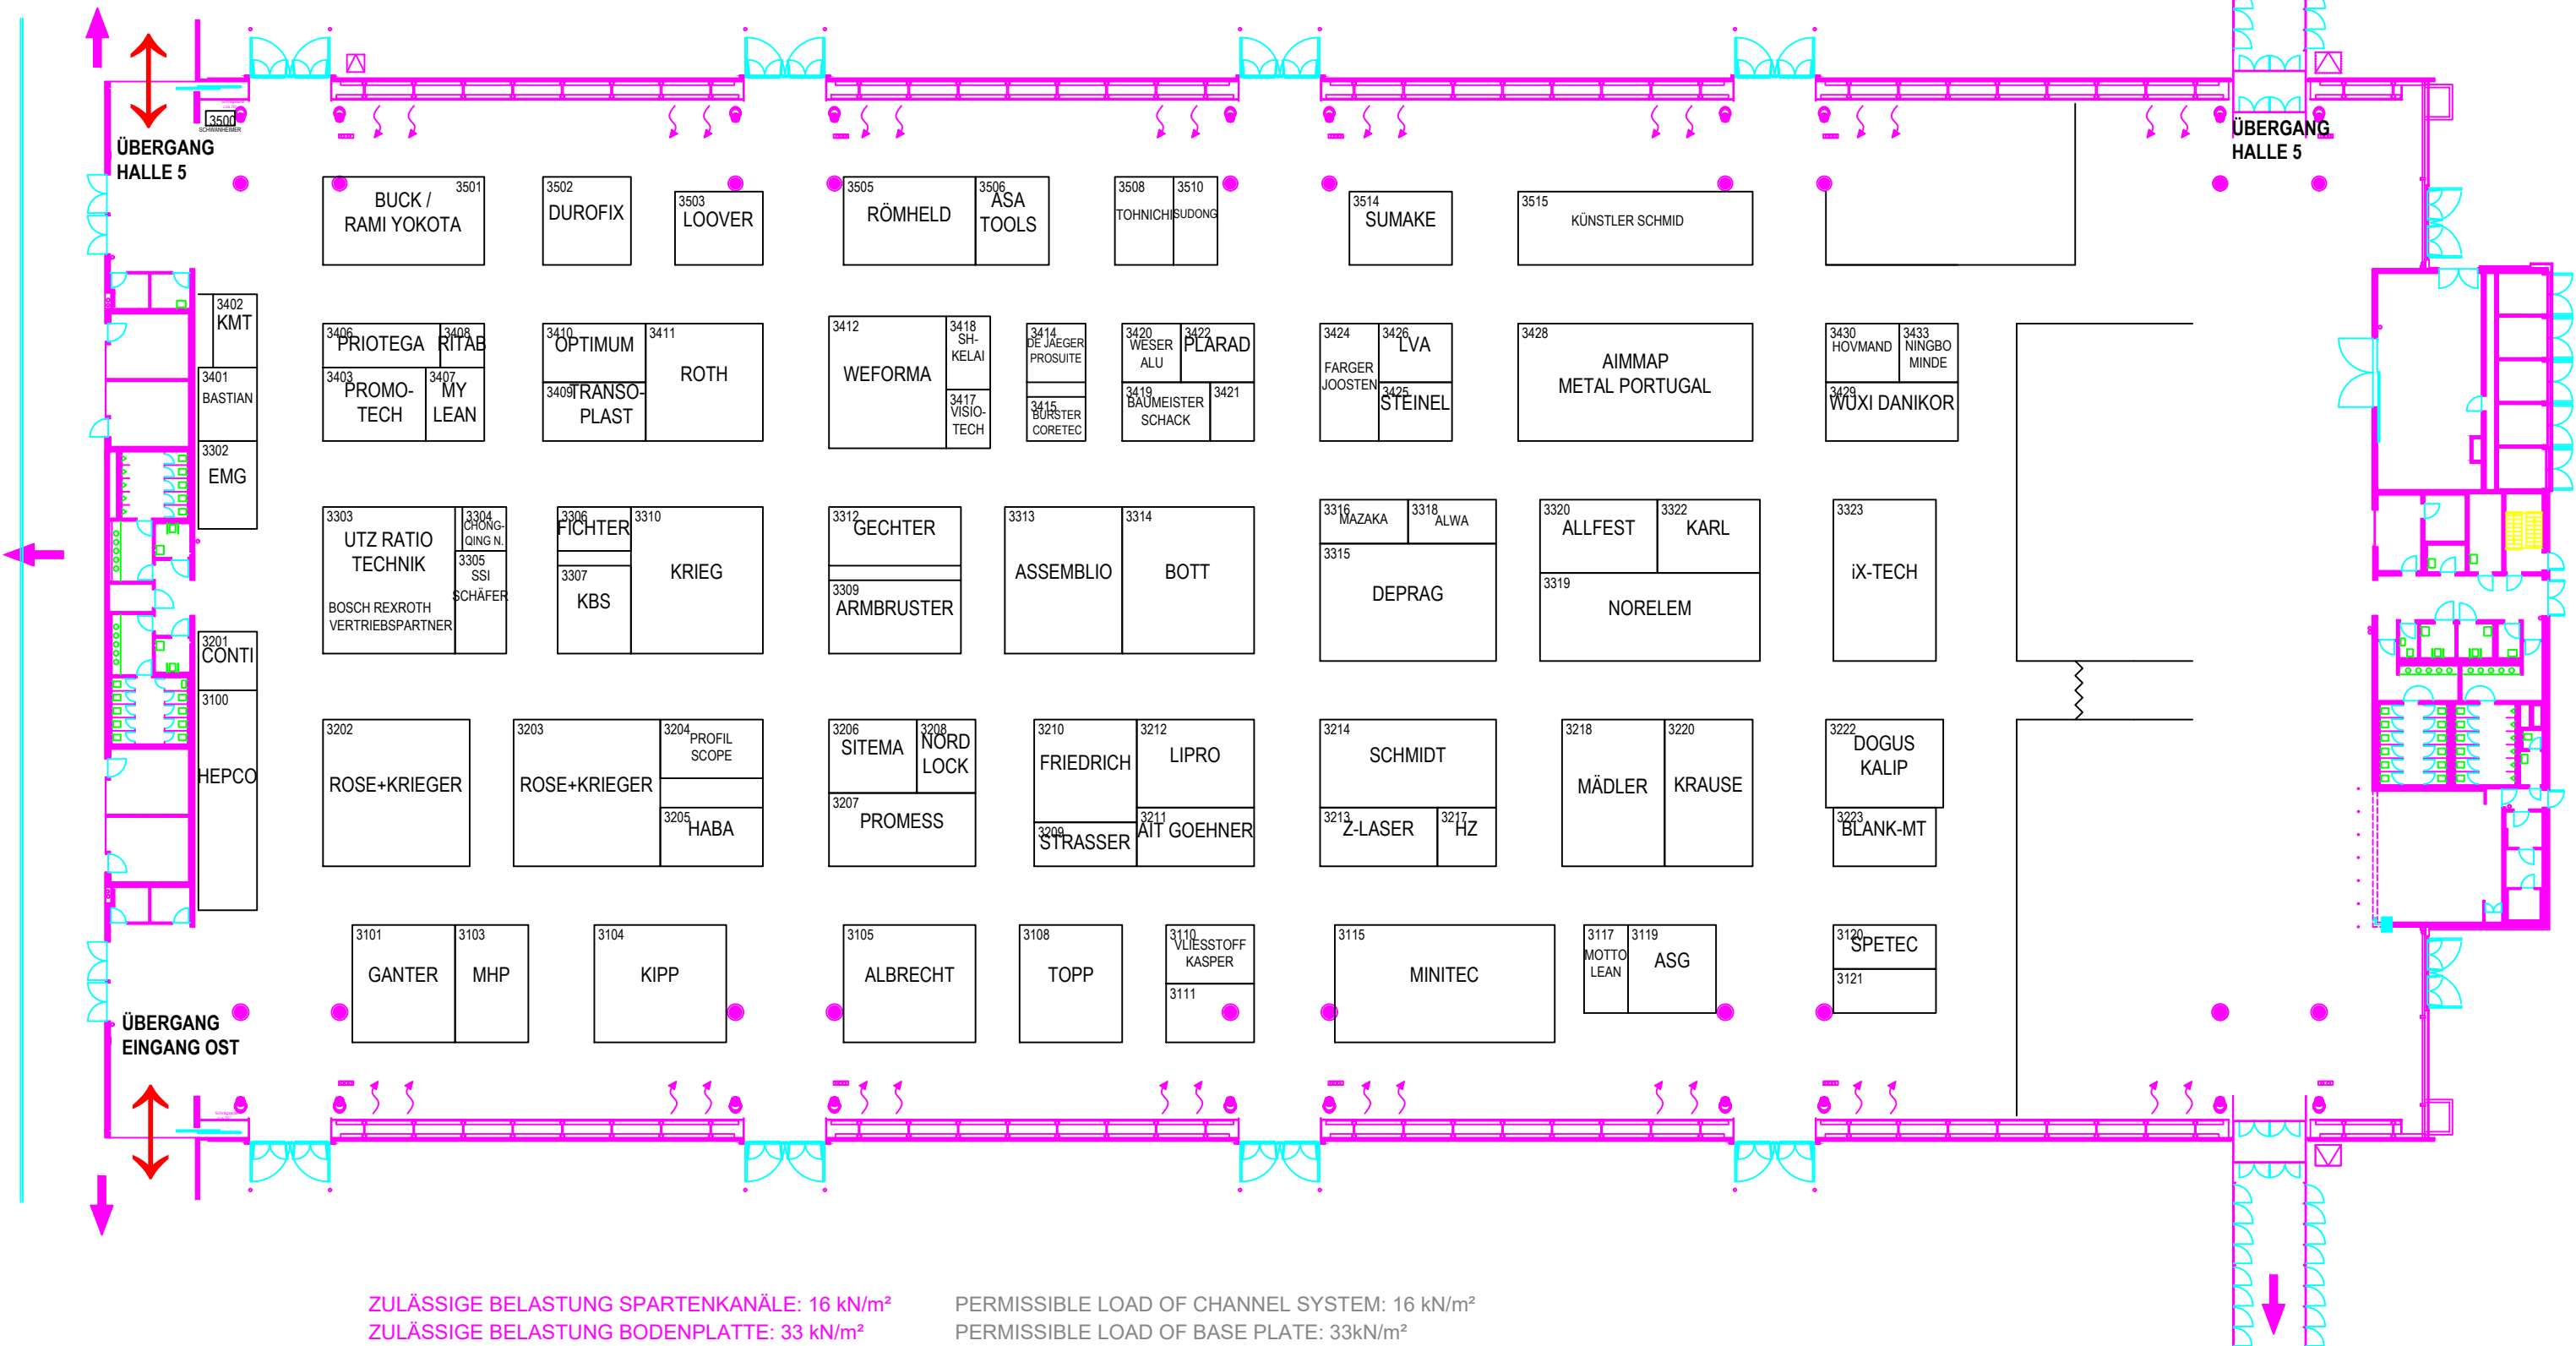 3500
SCHWANHEIMER
ÜBERGANG
HALLE 5
ÜBERGANG
HALLE 5
3501
BUCK /
RAMI YOKOTA
3502
DUROFIX
3503
LOOVER
3505
RÖMHELD
3506
ASA
TOOLS
3508
TOHNICHI
3510
SUDONG
3514
SUMAKE
3515
KÜNSTLER SCHMID
3402
KMT
3401
BASTIAN
3302
EMG
3406
PRIOTEGA
3408
RITAB
3403
PROMO-
TECH
3407
MY
LEAN
3410
OPTIMUM
3409
TRANSO-
PLAST
3411
ROTH
3412
WEFORMA
3418
SH-
KELAI
3417
VISIO-
TECH
3414
DE JAEGER
PROSUITE
3415
BURSTER
CORETEC
3420
WESER
ALU
3422
PLARAD
3419
BAUMEISTER
SCHACK
3421
3424
FARGER
JOOSTEN
3426
LVA
3425
STEINEL
3428
AIMMAP
METAL PORTUGAL
3430
HOVMAND
3433
NINGBO
MINDE
3429
WUXI DANIKOR
3303
UTZ RATIO
TECHNIK
BOSCH REXROTH
VERTRIEBSPARTNER
3304
CHONG-
QING N.
3305
SSI
SCHÄFER
3306
FICHTER
3307
KBS
3310
KRIEG
3312
GECHTER
3309
ARMBRUSTER
3313
ASSEMBLIO
3314
BOTT
3316
MAZAKA
3318
ALWA
3315
DEPRAG
3320
ALLFEST
3322
KARL
3319
NORELEM
3323
iX-TECH
3201
CONTI
3100
HEPCO
3202
ROSE+KRIEGER
3203
ROSE+KRIEGER
3204
PROFIL
SCOPE
3205
HABA
3206
SITEMA
3208
NORD
LOCK
3207
PROMESS
3210
FRIEDRICH
3209
STRASSER
3212
LIPRO
3211
AIT GOEHNER
3214
SCHMIDT
3213
Z-LASER
3217
HZ
3218
MÄDLER
3220
KRAUSE
3222
DOGUS
KALIP
3223
BLANK-MT
3101
GANTER
3103
MHP
3104
KIPP
3105
ALBRECHT
3108
TOPP
3110
VLIESSTOFF
KASPER
3111
3115
MINITEC
3117
MOTTO
LEAN
3119
ASG
3120
SPETEC
3121
ÜBERGANG
EINGANG OST
ZULÄSSIGE BELASTUNG SPARTENKANÄLE: 16 kN/m²
ZULÄSSIGE BELASTUNG BODENPLATTE: 33 kN/m²
PERMISSIBLE LOAD OF CHANNEL SYSTEM: 16 kN/m²
PERMISSIBLE LOAD OF BASE PLATE: 33kN/m²